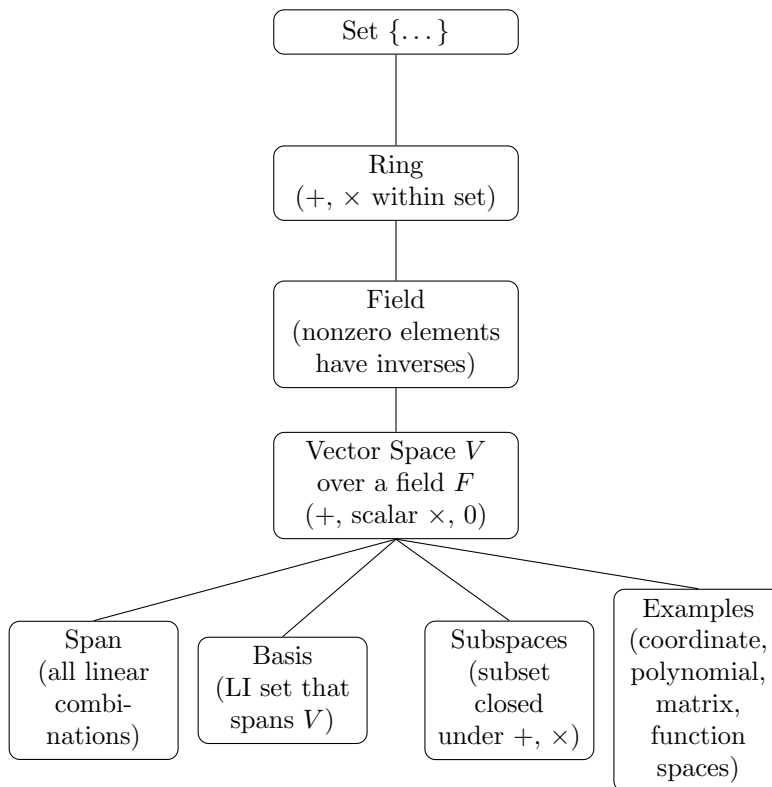 Set {...}
Ring
(+, × within set)
Field
(nonzero elements
have inverses)
Vector Space V
over a field F
(+, scalar ×, 0)
Span
(all linear
combi-
nations)
Basis
(LI set that
spans V)
Subspaces
(subset
closed
under +, ×)
Examples
(coordinate,
polynomial,
matrix,
function
spaces)